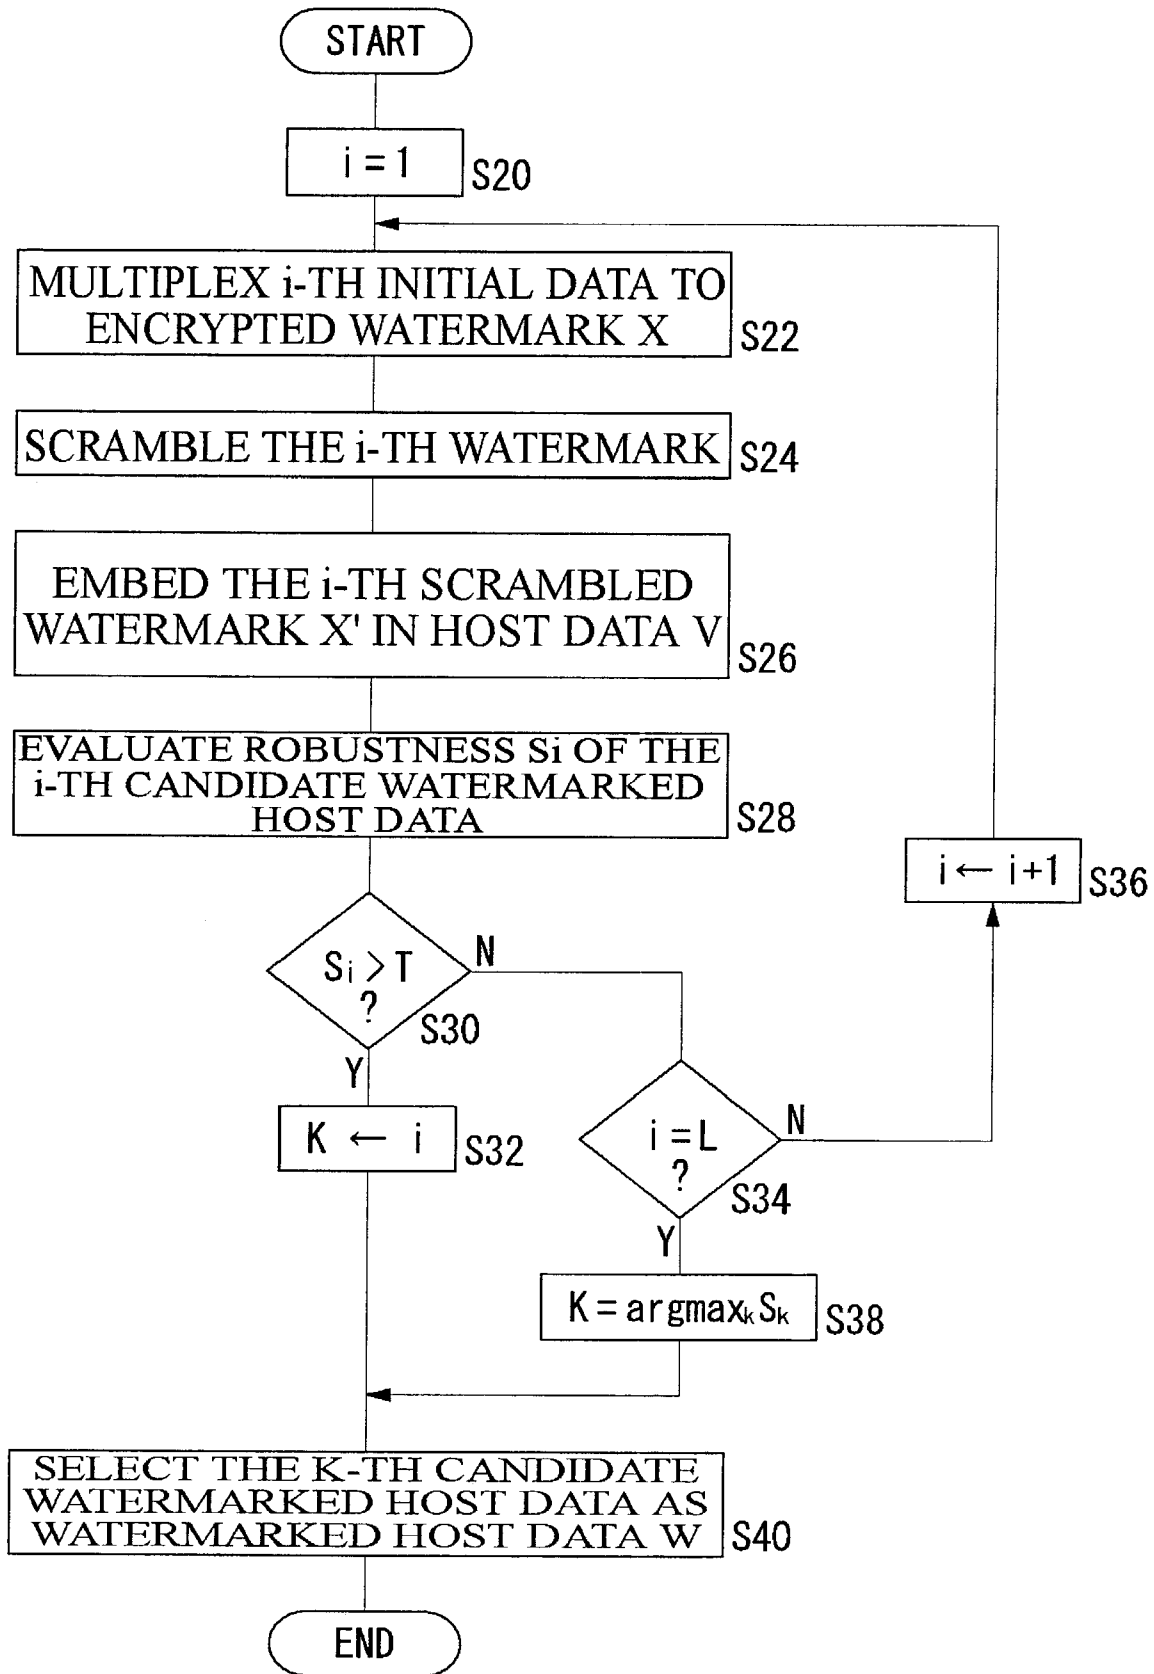 START
i = 1
S20
MULTIPLEX i-TH INITIAL DATA TO
ENCRYPTED WATERMARK X
S22
SCRAMBLE THE i-TH WATERMARK
S24
EMBED THE i-TH SCRAMBLED
WATERMARK X' IN HOST DATA V
S26
EVALUATE ROBUSTNESS Si OF THE
i-TH CANDIDATE WATERMARKED
HOST DATA
S28
i ← i+1
S36
Si > T
?
N
S30
Y
K ← i
S32
i = L
?
N
S34
Y
K = argmaxk Sk
S38
SELECT THE K-TH CANDIDATE
WATERMARKED HOST DATA AS
WATERMARKED HOST DATA W
S40
END